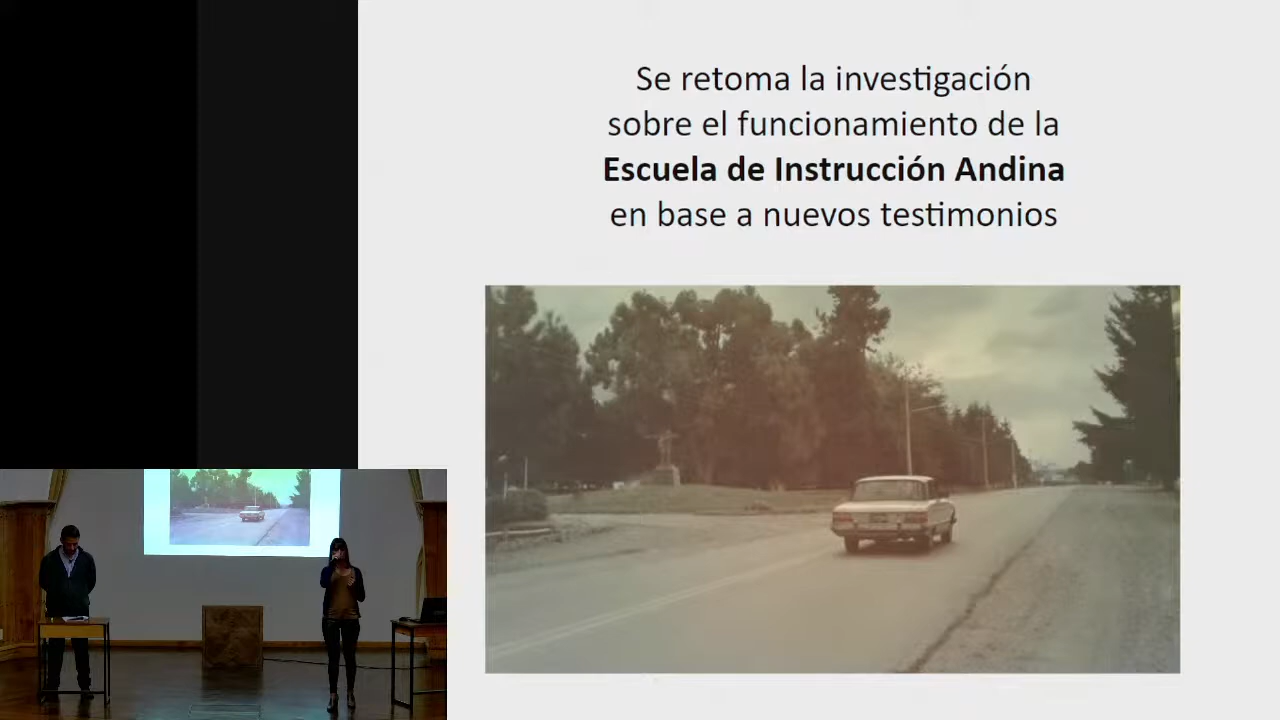 Se retoma la investigación
sobre el funcionamiento de la
Escuela de Instrucción Andina
en base a nuevos testimonios